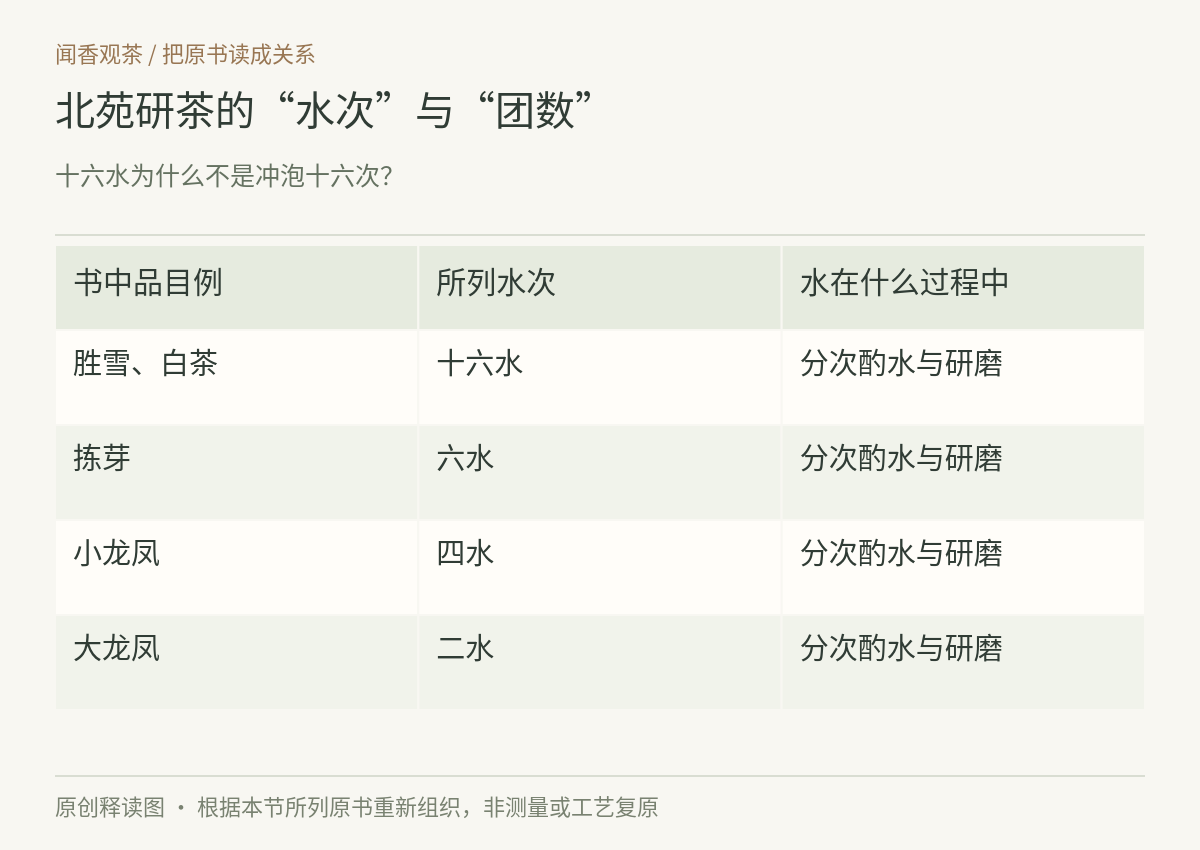 闻香观茶 / 把原书读成关系
北苑研茶的“水次”与“团数”
十六水为什么不是冲泡十六次？
书中品目例 所列水次 水在什么过程中
胜雪、白茶 十六水 分次酌水与研磨
拣芽 六水 分次酌水与研磨
小龙凤 四水 分次酌水与研磨
大龙凤 二水 分次酌水与研磨
原创释读图 · 根据本节所列原书重新组织，非测量或工艺复原